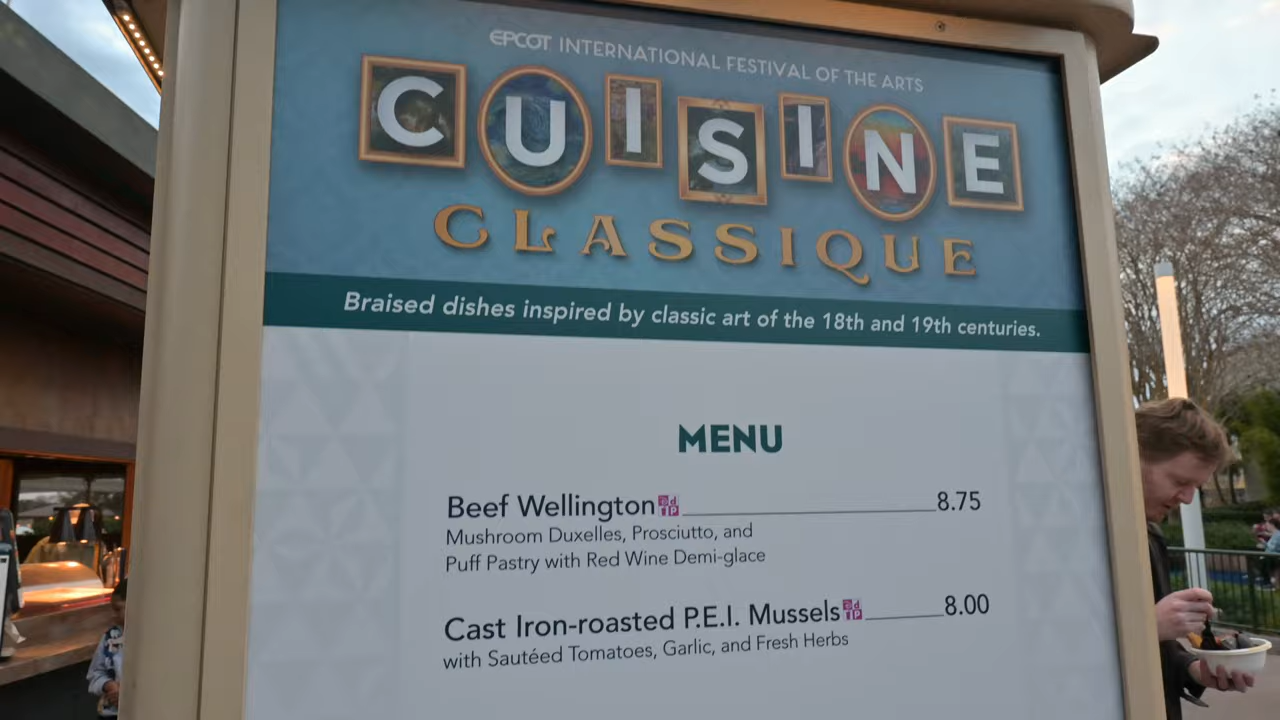 EPCOT INTERNATIONAL FESTIVAL OF THE ARTS
CUISINE
CLASSIQUE
Braised dishes inspired by classic art of the 18th and 19th centuries.
MENU
Beef Wellington 8.75
Mushroom Duxelles, Prosciutto, and
Puff Pastry with Red Wine Demi-glace
Cast Iron-roasted P.E.I. Mussels 8.00
with Sautéed Tomatoes, Garlic, and Fresh Herbs